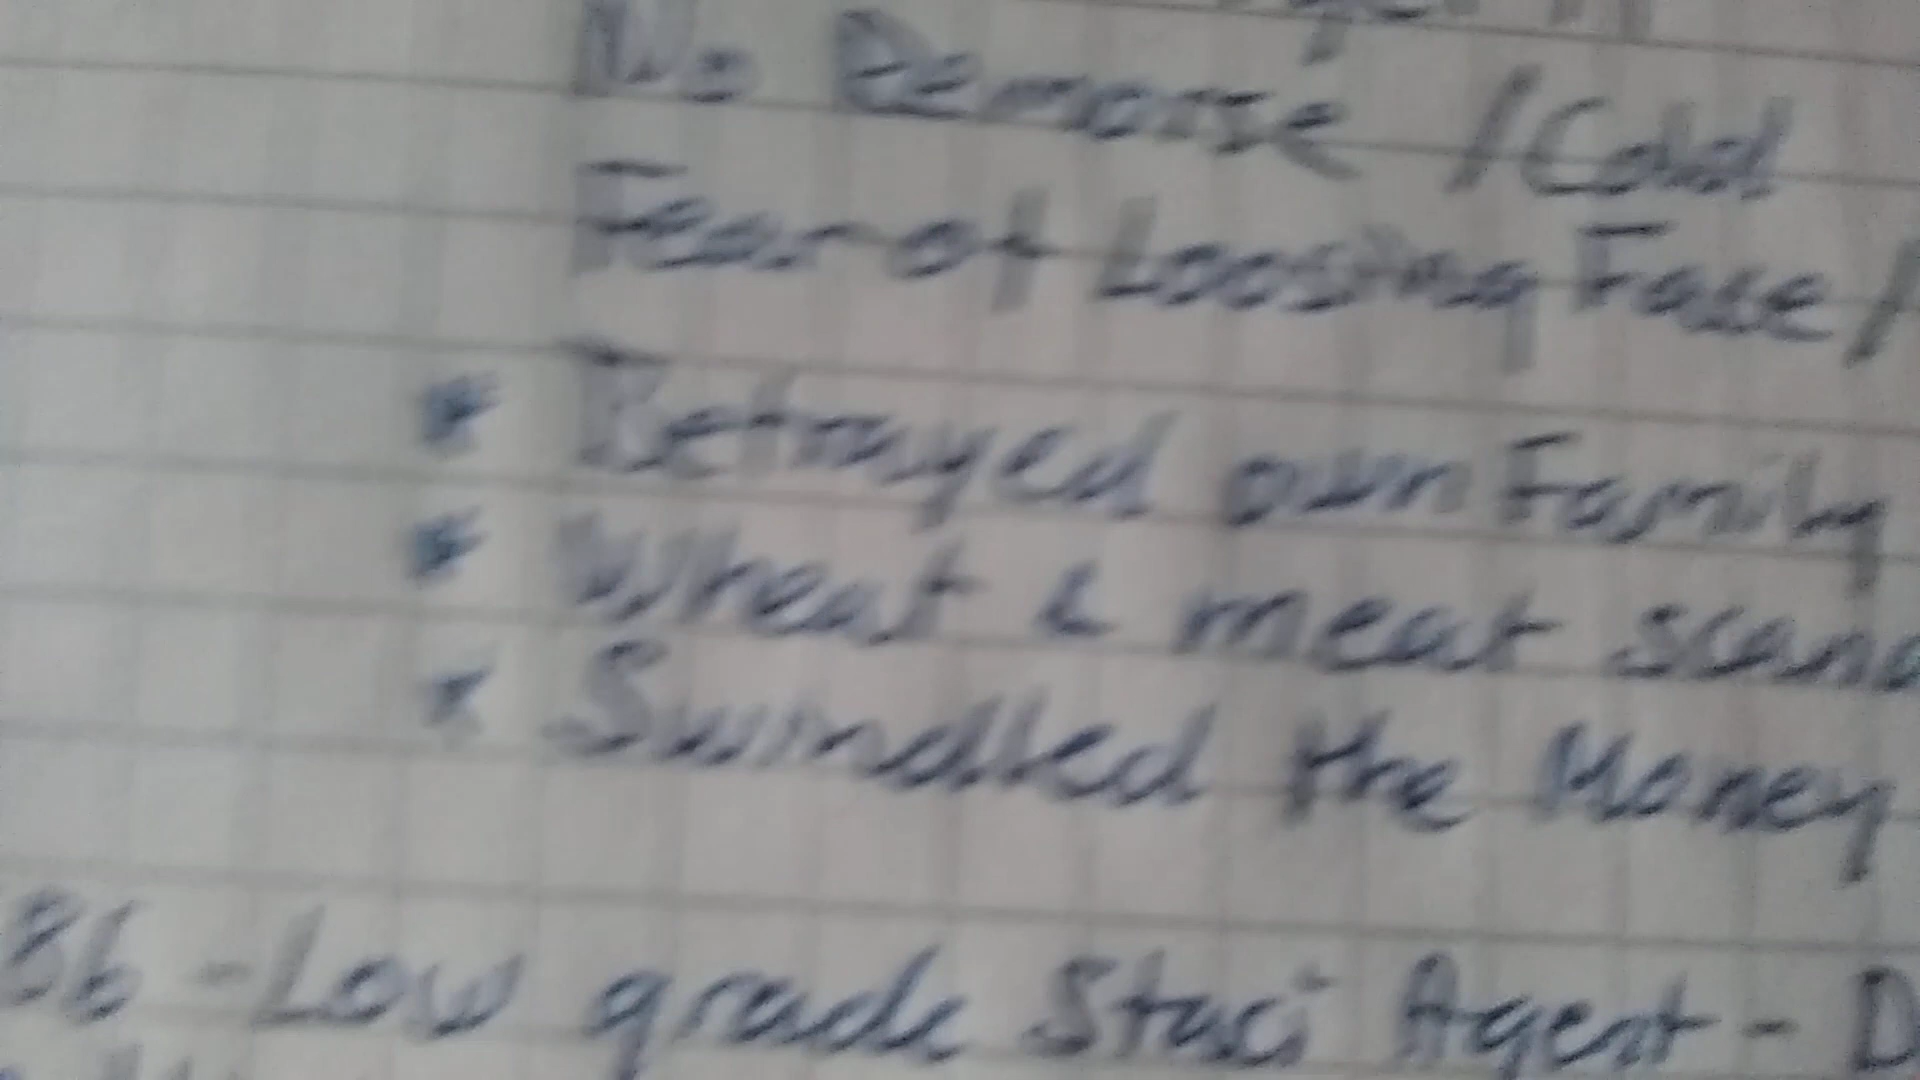 No Remorse / Cold
Fear of Loosing Face /
* Betrayed own Family
* Wheat & meat scand
* Swindled the Money
86 - Low grade Stasi Agent - D